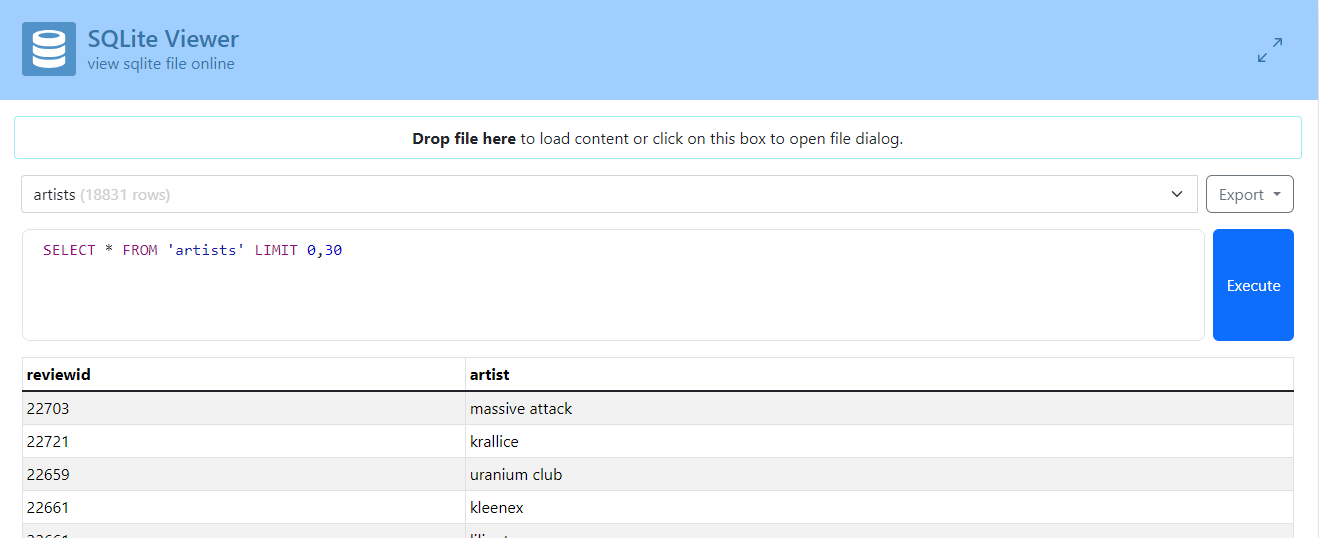 SQLite Viewer
view sqlite file online
Drop file here to load content or click on this box to open file dialog.
artists (18831 rows)
Export
SELECT * FROM 'artists' LIMIT 0,30
Execute
reviewid artist
22703 massive attack
22721 krallice
22659 uranium club
22661 kleenex